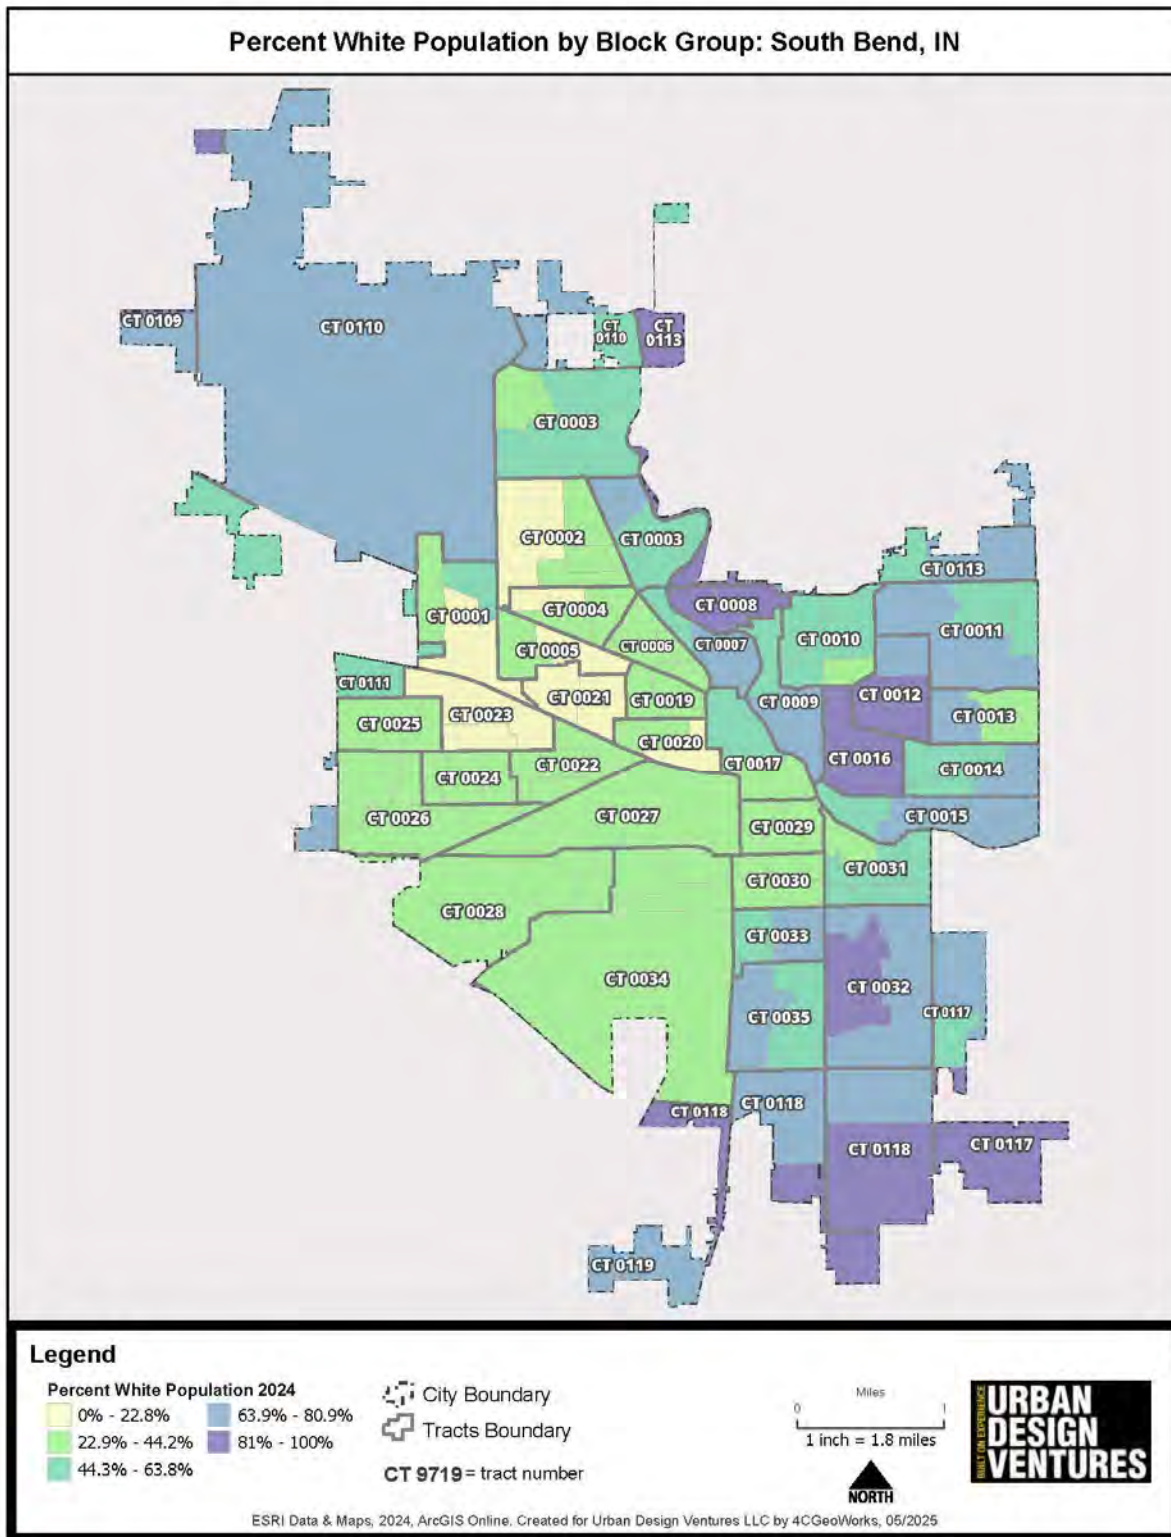 Percent White Population by Block Group: South Bend, IN
CT 0109
CT 0110
CT
0110
CT
0113
CT 0003
CT 0002
CT 0003
CT 0113
CT 0001
CT 0004
CT 0008
CT 0005
CT 0006
CT 0007
CT 0010
CT 0011
CT 0111
CT 0023
CT 0021
CT 0019
CT 0009
CT 0012
CT 0013
CT 0025
CT 0020
CT 0017
CT 0016
CT 0014
CT 0024
CT 0022
CT 0026
CT 0027
CT 0029
CT 0015
CT 0031
CT 0030
CT 0028
CT 0033
CT 0034
CT 0032
CT 0035
CT 0117
CT 0118
CT 0118
CT 0118
CT 0117
CT 0119
Legend
Percent White Population 2024
0% - 22.8%
22.9% - 44.2%
44.3% - 63.8%
63.9% - 80.9%
81% - 100%
City Boundary
Tracts Boundary
CT 9719 = tract number
Miles
0 1
1 inch = 1.8 miles
NORTH
BUILT ON EXPERIENCE
URBAN
DESIGN
VENTURES
ESRI Data & Maps, 2024, ArcGIS Online. Created for Urban Design Ventures LLC by 4CGeoWorks, 05/2025